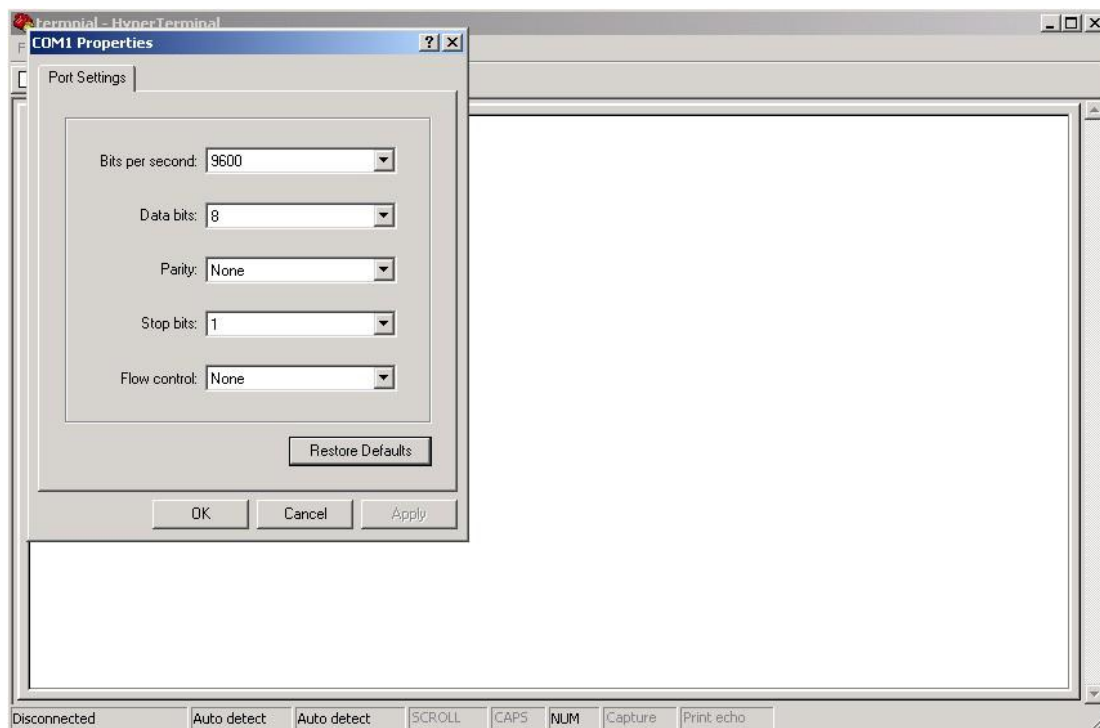 termpial - HyperTerminal
COM1 Properties
F
Port Settings
Bits per second: 9600
Data bits: 8
Parity: None
Stop bits: 1
Flow control: None
Restore Defaults
OK Cancel Apply
Disconnected Auto detect Auto detect SCROLL CAPS NUM Capture Print echo